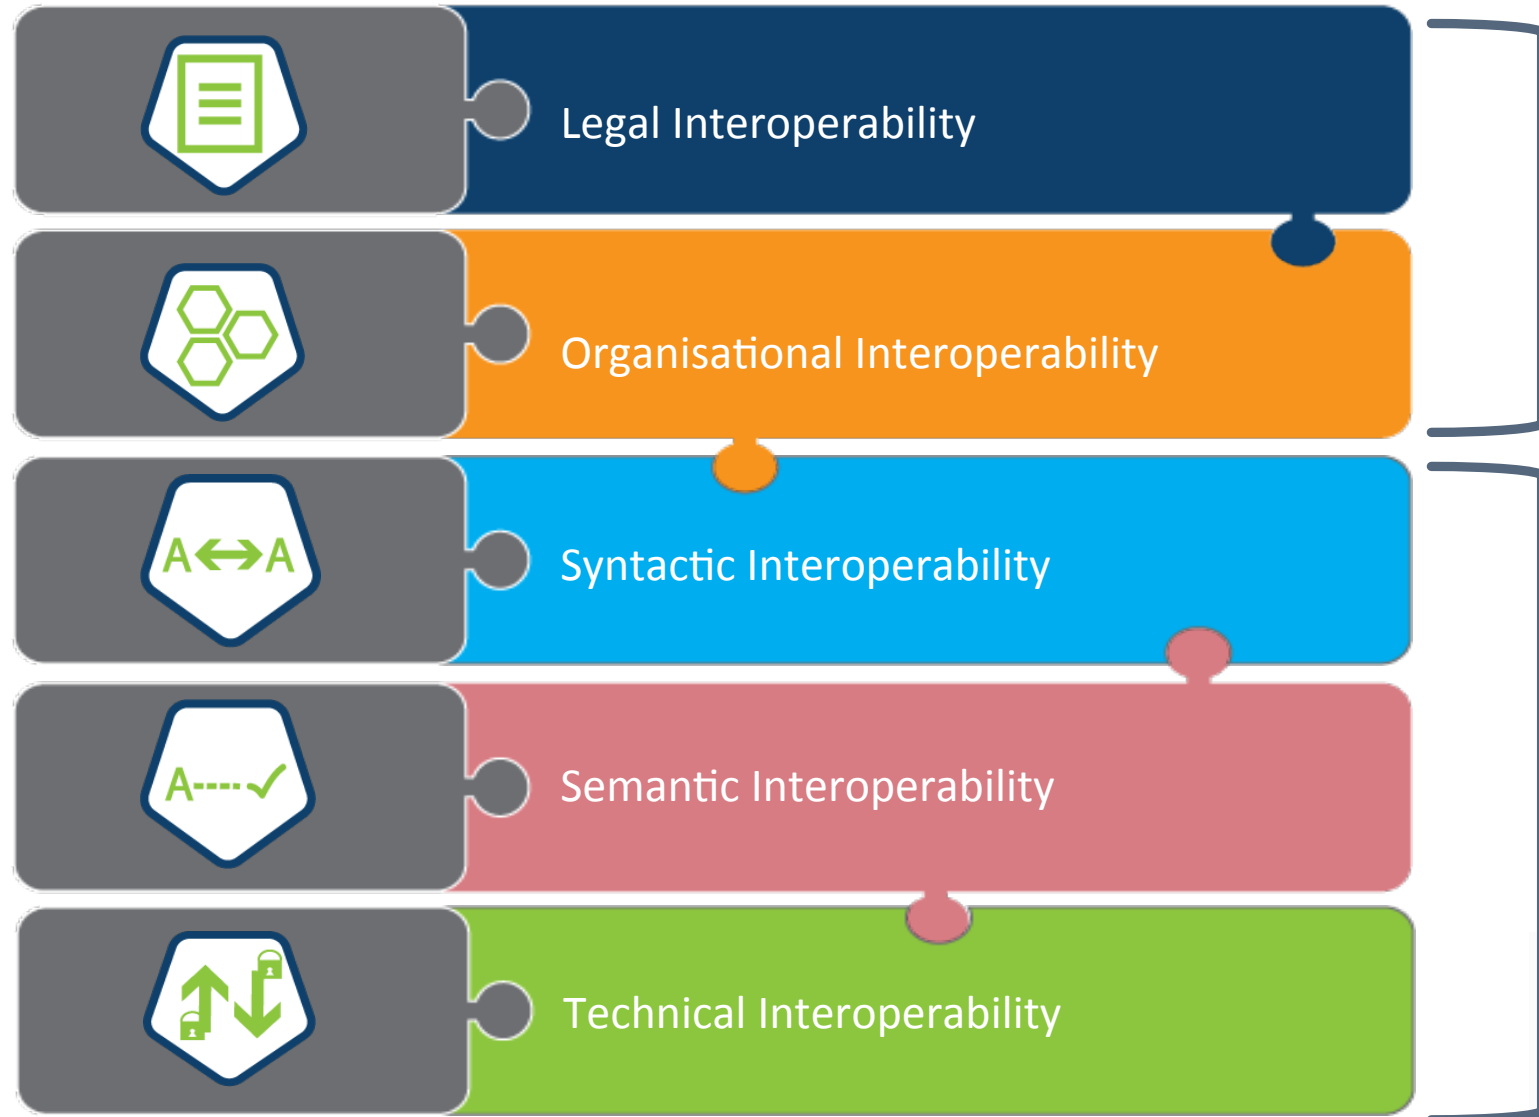 Legal Interoperability
Organisational Interoperability
A A
Syntactic Interoperability
A
Semantic Interoperability
Technical Interoperability